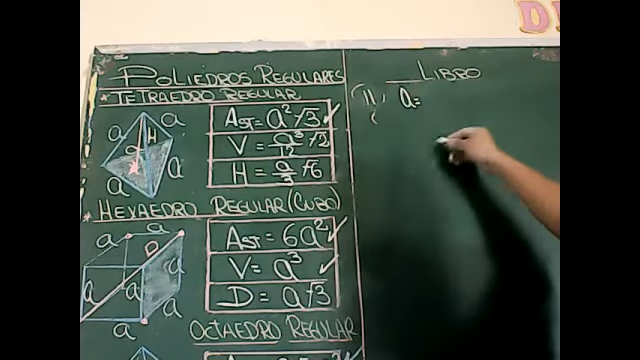 POLIEDROS REGULARES
* TETRAEDRO REGULAR
a a H a a
A_ST = a²√3 ✓
V = a³/12 √2
H = a/3 √6
* HEXAEDRO REGULAR (CUBO)
a D a a a a
A_ST = 6a² ✓
V = a³ ✓
D = a√3
OCTAEDRO REGULAR
LIBRO
a=
D